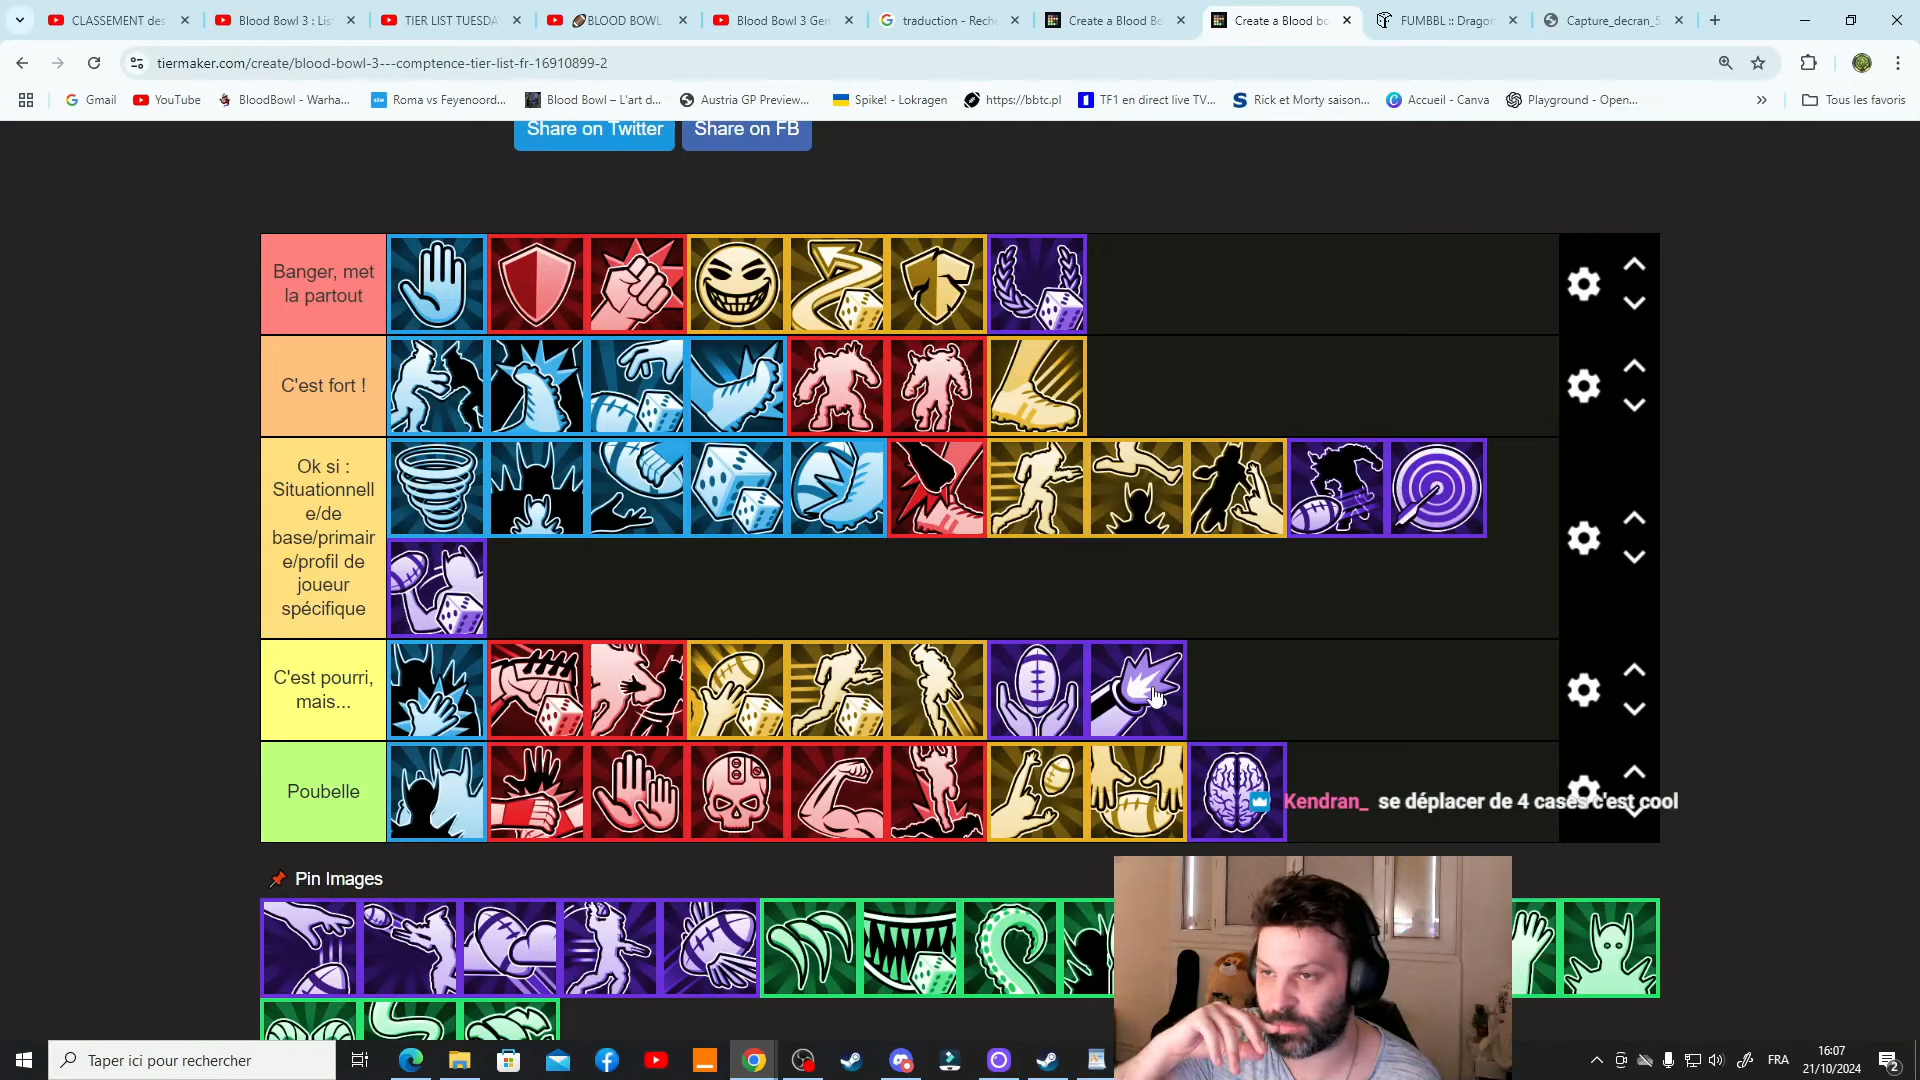 CLASSEMENT des
Blood Bowl 3 : Lis
TIER LIST TUESDA
BLOOD BOWL
Blood Bowl 3 Gen
traduction - Rech
Create a Blood Bo
Create a Blood bo
FUMBBL :: Dragon
Capture_decran_5
tiermaker.com/create/blood-bowl-3---comptence-tier-list-fr-16910899-2
Gmail
YouTube
BloodBowl - Warha...
Roma vs Feyenoord...
Blood Bowl – L'art d...
Austria GP Preview...
Spike! - Lokragen
https://bbtc.pl
TF1 en direct live TV...
Rick et Morty saison...
Accueil - Canva
Playground - Open...
Tous les favoris
Share on Twitter
Share on FB
Banger, met
la partout
C'est fort !
Ok si :
Situationnell
e/de
base/primair
e/profil de
joueur
spécifique
C'est pourri,
mais...
Poubelle
Kendran_ se déplacer de 4 cases c'est cool
Pin Images
Taper ici pour rechercher
FRA
16:07
21/10/2024
2